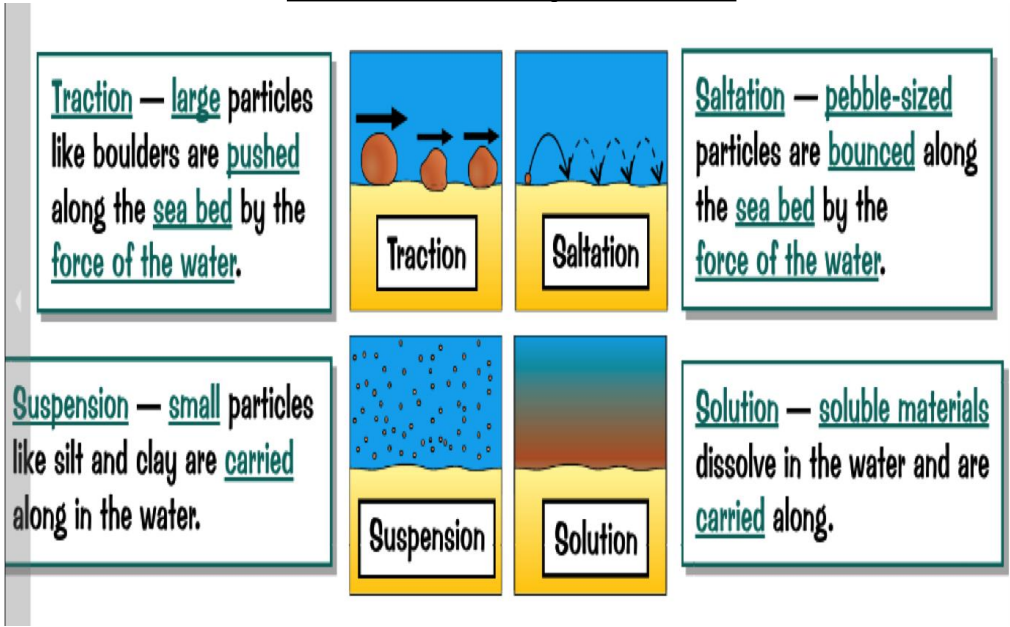 Traction — large particles
like boulders are pushed
along the sea bed by the
force of the water.
Traction
Saltation
Saltation — pebble-sized
particles are bounced along
the sea bed by the
force of the water.
Suspension — small particles
like silt and clay are carried
along in the water.
Suspension
Solution
Solution — soluble materials
dissolve in the water and are
carried along.